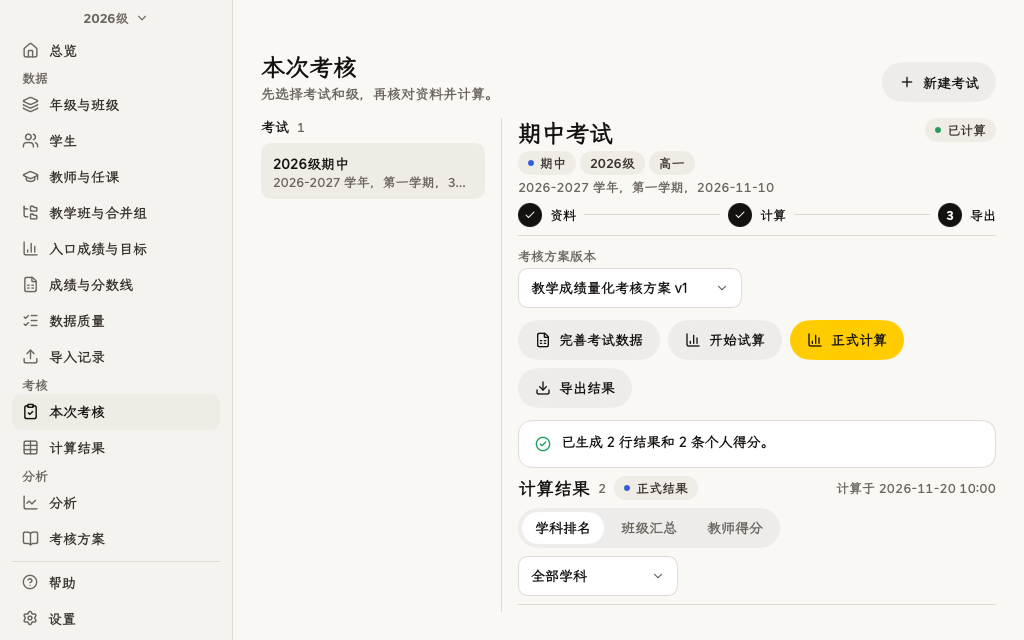 2026级
总览
数据
年级与班级
学生
教师与任课
教学班与合并组
入口成绩与目标
成绩与分数线
数据质量
导入记录
考核
本次考核
计算结果
分析
分析
考核方案
帮助
设置
本次考核
先选择考试和级，再核对资料并计算。
新建考试
考试 1
2026级期中
2026-2027 学年，第一学期，3...
期中考试
已计算
期中 2026级 高一
2026-2027 学年，第一学期，2026-11-10
资料 计算 3 导出
考核方案版本
教学成绩量化考核方案 v1
完善考试数据 开始试算 正式计算
导出结果
已生成 2 行结果和 2 条个人得分。
计算结果 2 正式结果 计算于 2026-11-20 10:00
学科排名 班级汇总 教师得分
全部学科